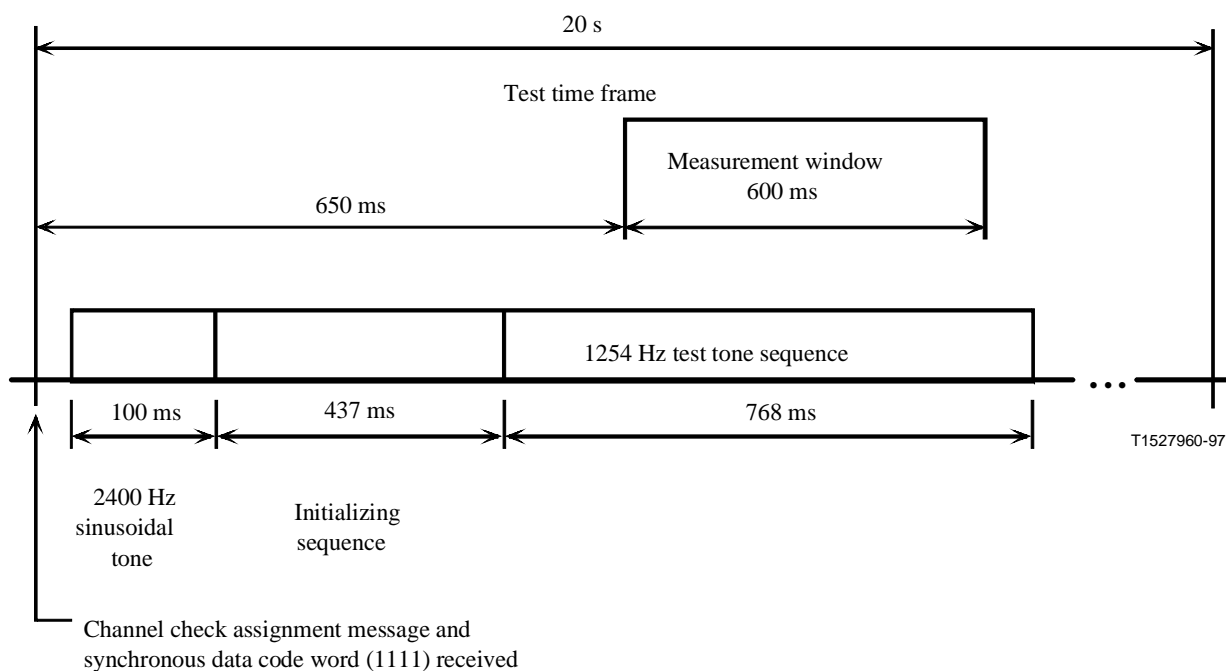 20 s
Test time frame
Measurement window
600 ms
650 ms
1254 Hz test tone sequence
...
100 ms
437 ms
768 ms
T1527960-97
2400 Hz
sinusoidal
tone
Initializing
sequence
Channel check assignment message and
synchronous data code word (1111) received